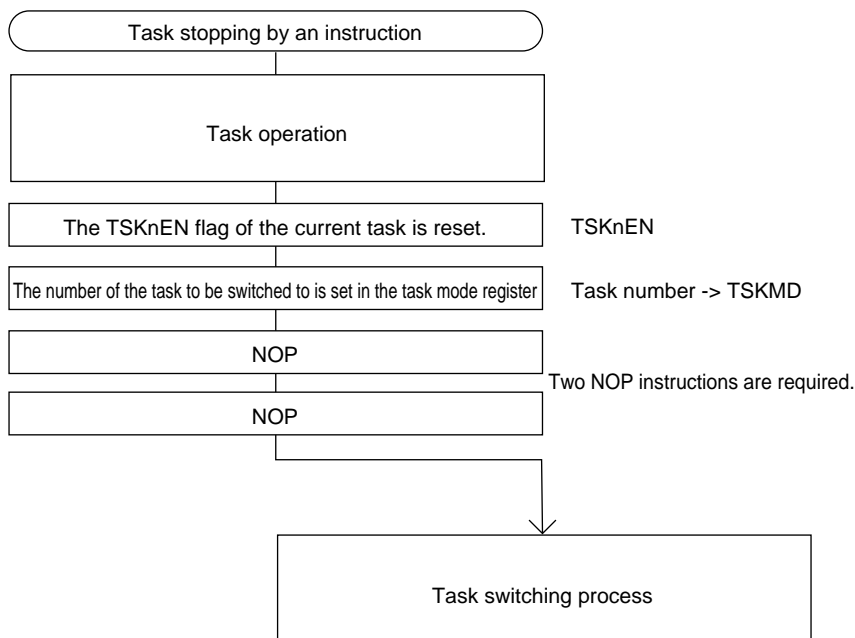 Task stopping by an instruction
Task operation
The TSKnEN flag of the current task is reset.
TSKnEN
The number of the task to be switched to is set in the task mode register
Task number -> TSKMD
NOP
Two NOP instructions are required.
NOP
Task switching process